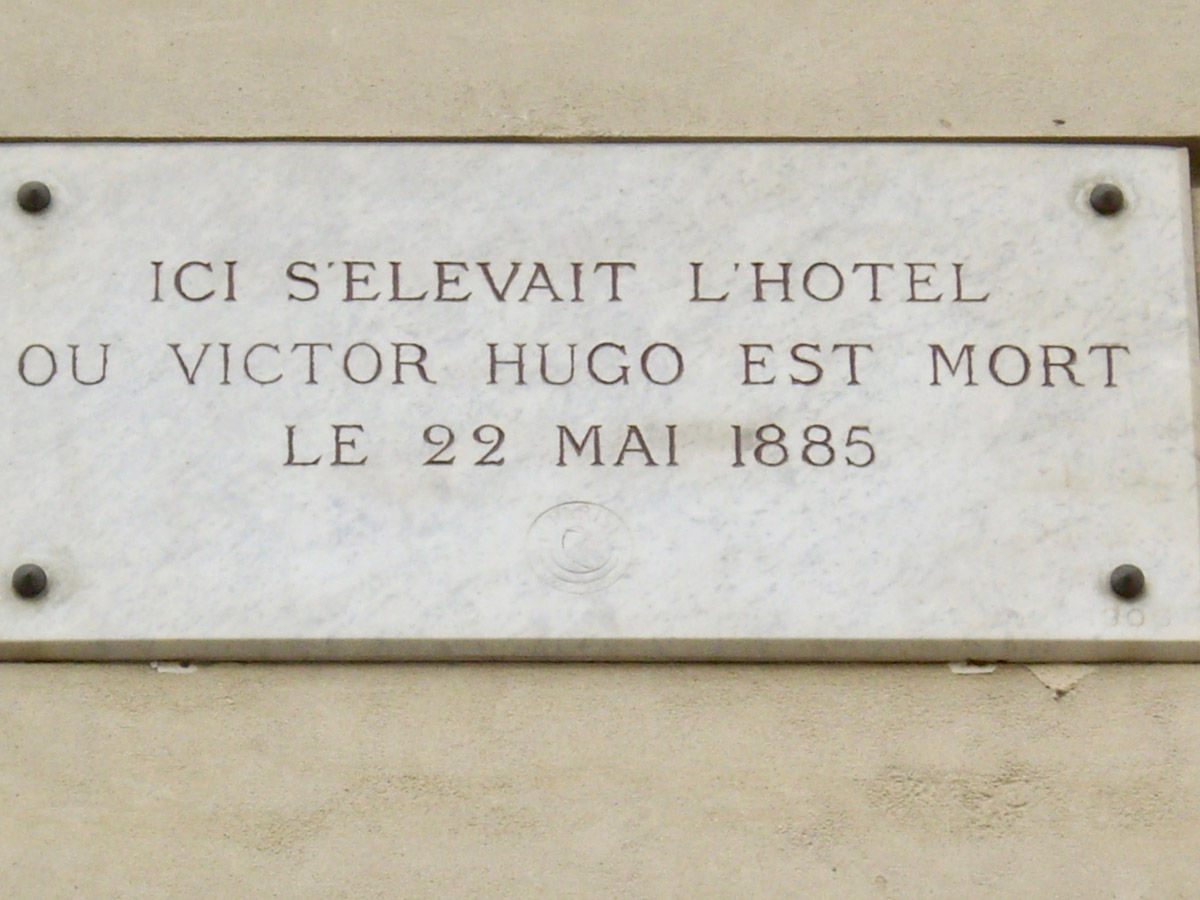 ICI S'ELEVAIT L'HOTEL
OU VICTOR HUGO EST MORT
LE 22 MAI 1885